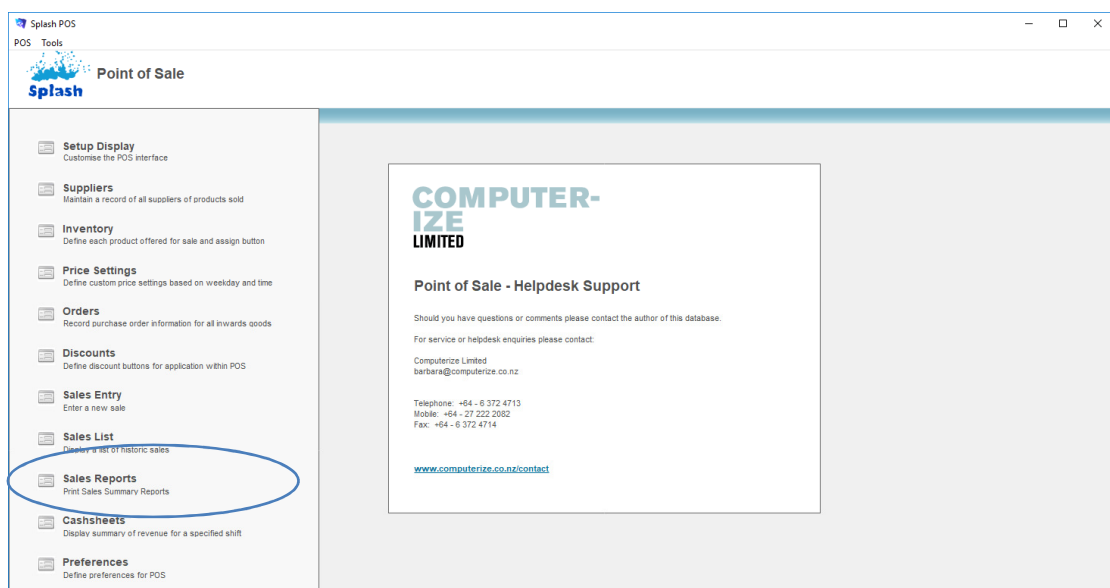 Splash POS
POS Tools
Splash
Point of Sale
Setup Display
Customise the POS interface
Suppliers
Maintain a record of all suppliers of products sold
Inventory
Define each product offered for sale and assign button
Price Settings
Define custom price settings based on weekday and time
Orders
Record purchase order information for all inwards goods
Discounts
Define discount buttons for application within POS
Sales Entry
Enter a new sale
Sales List
Display a list of historic sales
Sales Reports
Print Sales Summary Reports
Cashsheets
Display summary of revenue for a specified shift
Preferences
Define preferences for POS
COMPUTER-
IZE
LIMITED
Point of Sale - Helpdesk Support
Should you have questions or comments please contact the author of this database.
For service or helpdesk enquiries please contact:
Computerize Limited
barbara@computerize.co.nz
Telephone: +64 - 6 372 4713
Mobile: +64 - 27 222 2082
Fax: +64 - 6 372 4714
www.computerize.co.nz/contact